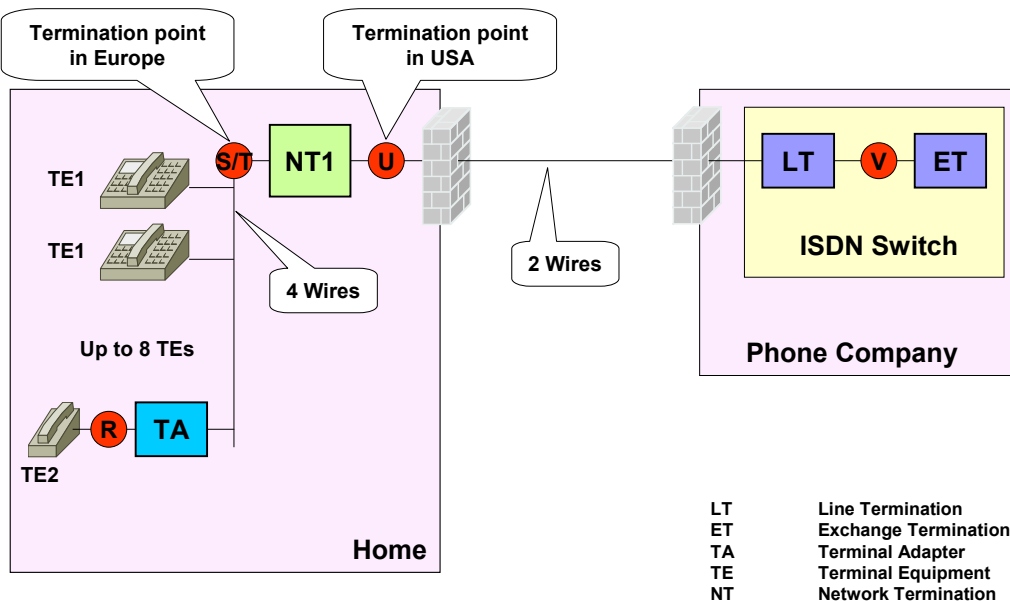 Termination point
in Europe
Termination point
in USA
S/T
NT1
U
LT
V
ET
TE1
TE1
ISDN Switch
2 Wires
4 Wires
Up to 8 TEs
Phone Company
R
TA
TE2
Home
LT Line Termination
ET Exchange Termination
TA Terminal Adapter
TE Terminal Equipment
NT Network Termination